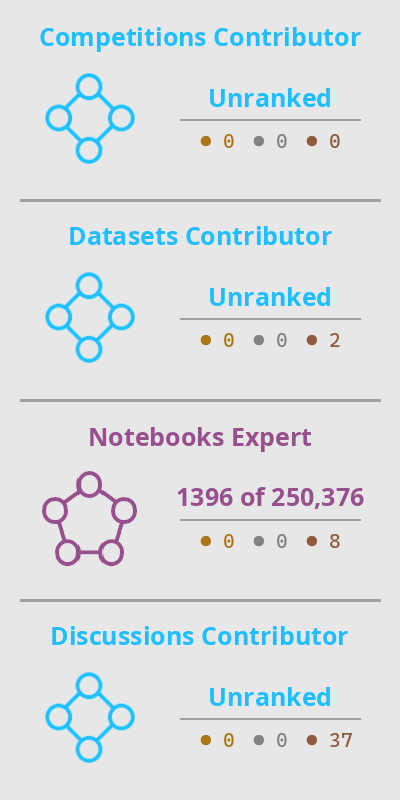 Competitions Contributor
Unranked
0 0 0
Datasets Contributor
Unranked
0 0 2
Notebooks Expert
1396 of 250,376
0 0 8
Discussions Contributor
Unranked
0 0 37